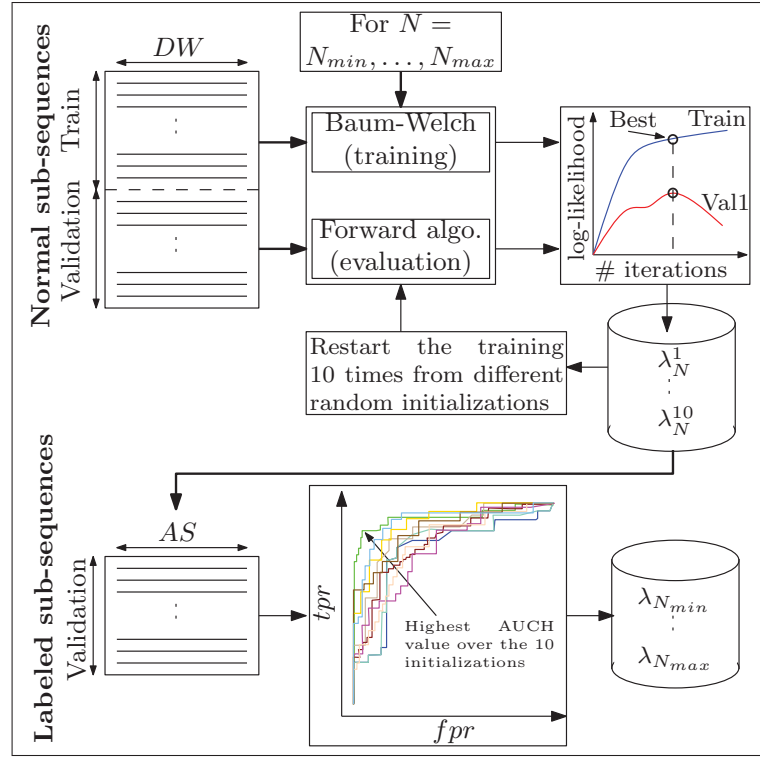 For N =
N_min, . . . , N_max
DW
Normal sub-sequences
Train
Validation
Baum-Welch
(training)
Forward algo.
(evaluation)
log-likelihood
Best
Train
Val1
# iterations
Restart the training
10 times from different
random initializations
λ_N^1
λ_N^10
Labeled sub-sequences
Validation
AS
tpr
Highest AUCH
value over the 10
initializations
fpr
λ_N_min
λ_N_max